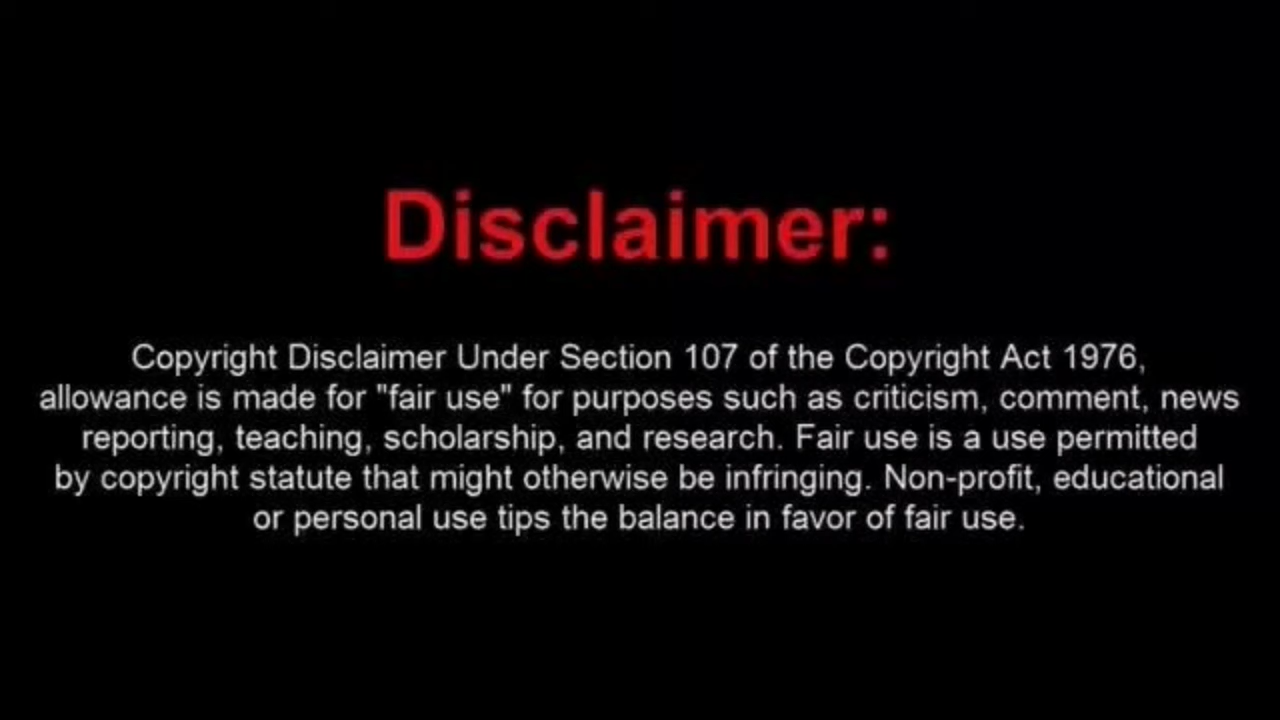 Disclaimer:
Copyright Disclaimer Under Section 107 of the Copyright Act 1976,
allowance is made for "fair use" for purposes such as criticism, comment, news
reporting, teaching, scholarship, and research. Fair use is a use permitted
by copyright statute that might otherwise be infringing. Non-profit, educational
or personal use tips the balance in favor of fair use.